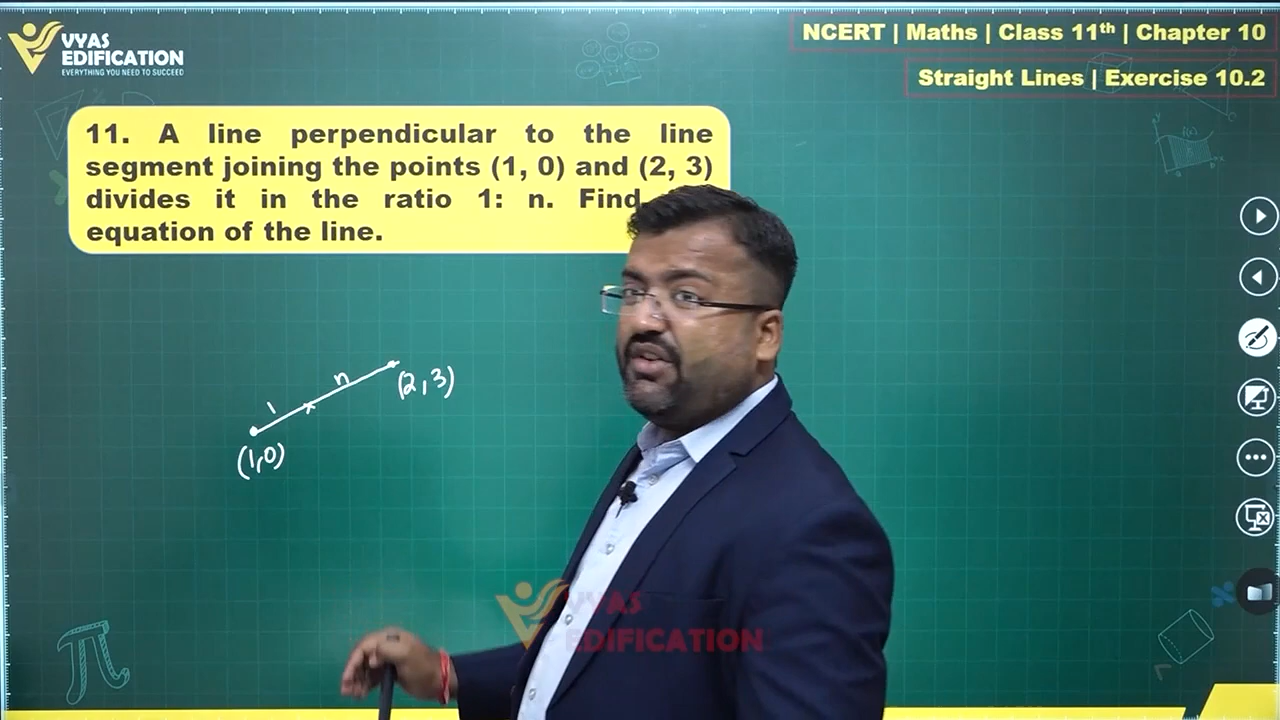 VYAS
EDIFICATION
EVERYTHING YOU NEED TO SUCCEED
NCERT | Maths | Class 11th | Chapter 10
Straight Lines | Exercise 10.2
11. A line perpendicular to the line
segment joining the points (1, 0) and (2, 3)
divides it in the ratio 1: n. Find
equation of the line.
n
(2,3)
1
(1,0)
VYAS
EDIFICATION